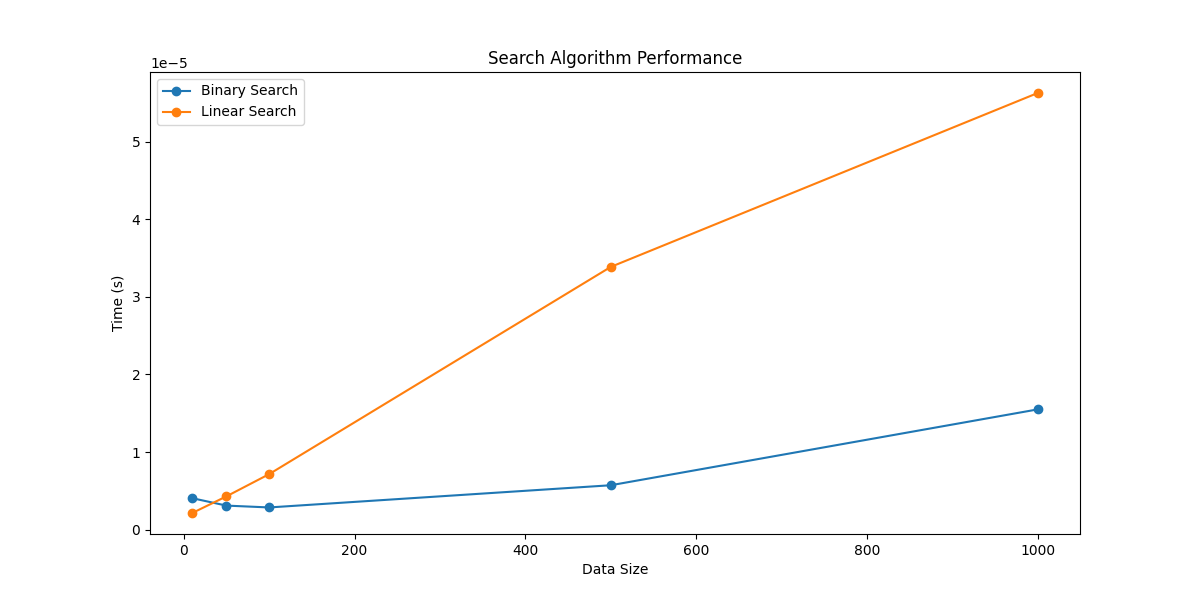 Search Algorithm Performance
1e−5
Binary Search
Linear Search
5
4
3
2
1
0
Time (s)
0 200 400 600 800 1000
Data Size